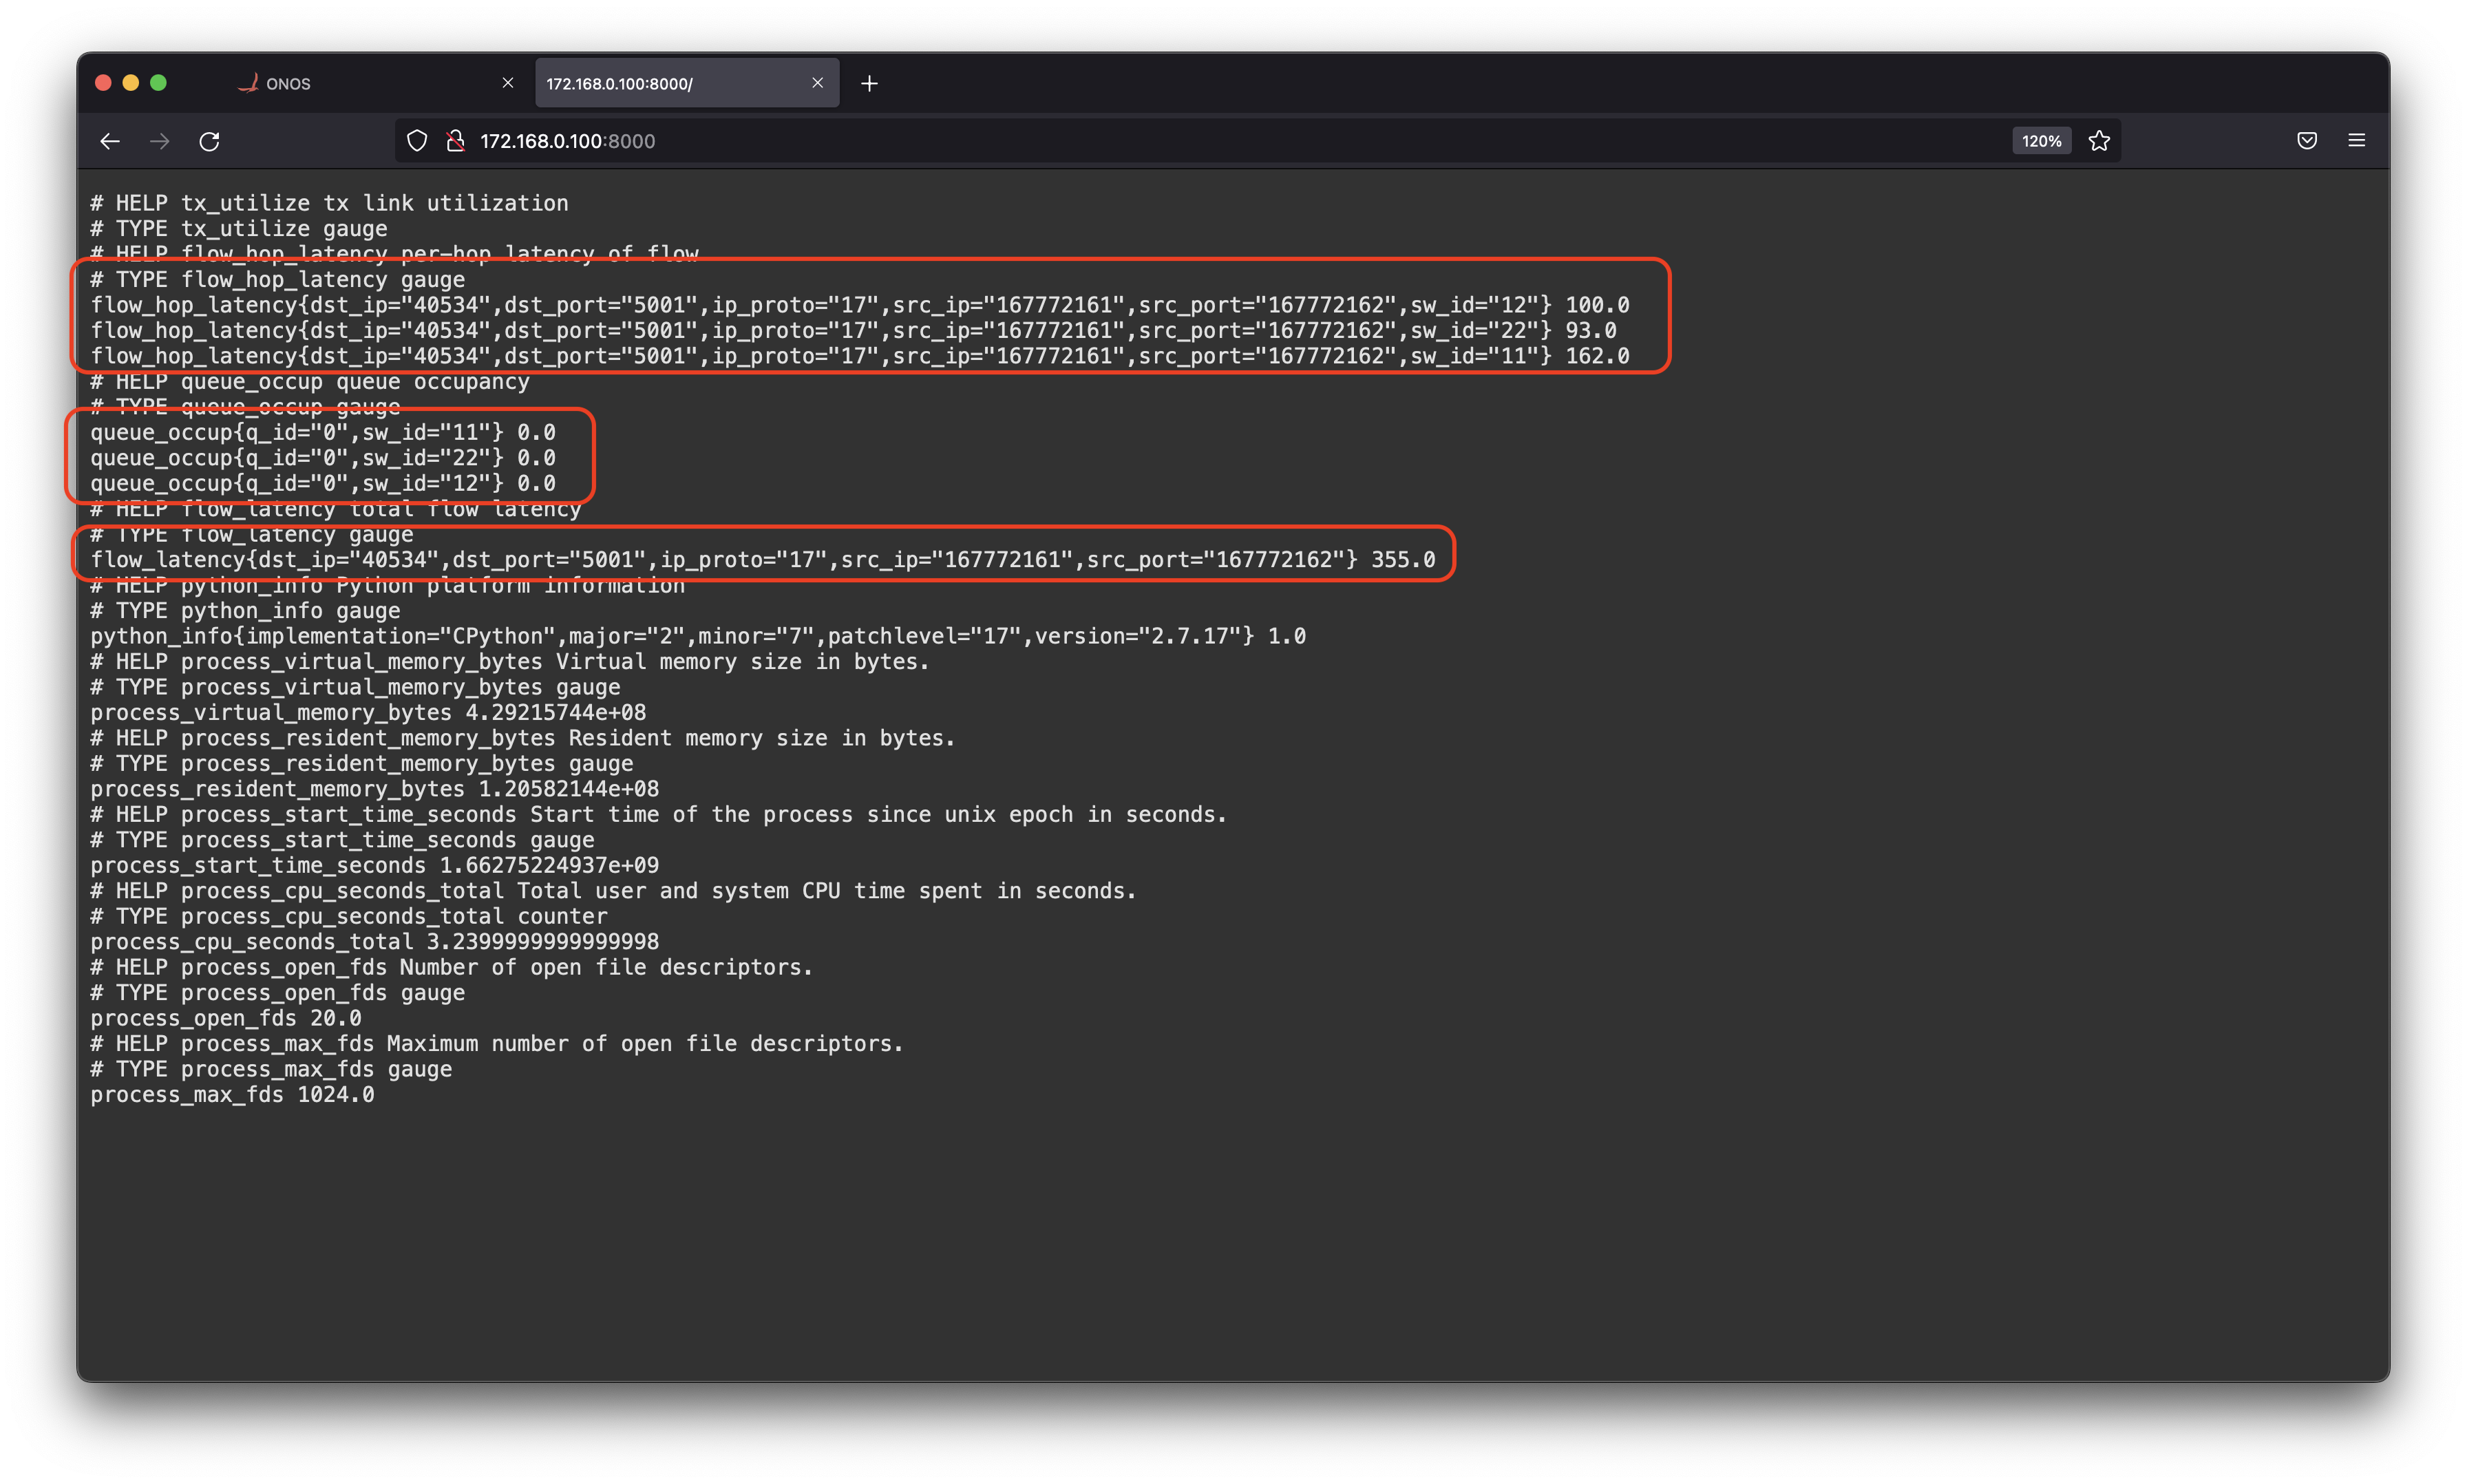 ONOS
172.168.0.100:8000/
172.168.0.100:8000
120%
# HELP tx_utilize tx link utilization
# TYPE tx_utilize gauge
# HELP flow_hop_latency per-hop latency of flow
# TYPE flow_hop_latency gauge
flow_hop_latency{dst_ip="40534",dst_port="5001",ip_proto="17",src_ip="167772161",src_port="167772162",sw_id="12"} 100.0
flow_hop_latency{dst_ip="40534",dst_port="5001",ip_proto="17",src_ip="167772161",src_port="167772162",sw_id="22"} 93.0
flow_hop_latency{dst_ip="40534",dst_port="5001",ip_proto="17",src_ip="167772161",src_port="167772162",sw_id="11"} 162.0
# HELP queue_occup queue occupancy
# TYPE queue_occup gauge
queue_occup{q_id="0",sw_id="11"} 0.0
queue_occup{q_id="0",sw_id="22"} 0.0
queue_occup{q_id="0",sw_id="12"} 0.0
# HELP flow_latency total flow latency
# TYPE flow_latency gauge
flow_latency{dst_ip="40534",dst_port="5001",ip_proto="17",src_ip="167772161",src_port="167772162"} 355.0
# HELP python_info Python platform information
# TYPE python_info gauge
python_info{implementation="CPython",major="2",minor="7",patchlevel="17",version="2.7.17"} 1.0
# HELP process_virtual_memory_bytes Virtual memory size in bytes.
# TYPE process_virtual_memory_bytes gauge
process_virtual_memory_bytes 4.29215744e+08
# HELP process_resident_memory_bytes Resident memory size in bytes.
# TYPE process_resident_memory_bytes gauge
process_resident_memory_bytes 1.20582144e+08
# HELP process_start_time_seconds Start time of the process since unix epoch in seconds.
# TYPE process_start_time_seconds gauge
process_start_time_seconds 1.66275224937e+09
# HELP process_cpu_seconds_total Total user and system CPU time spent in seconds.
# TYPE process_cpu_seconds_total counter
process_cpu_seconds_total 3.2399999999999998
# HELP process_open_fds Number of open file descriptors.
# TYPE process_open_fds gauge
process_open_fds 20.0
# HELP process_max_fds Maximum number of open file descriptors.
# TYPE process_max_fds gauge
process_max_fds 1024.0